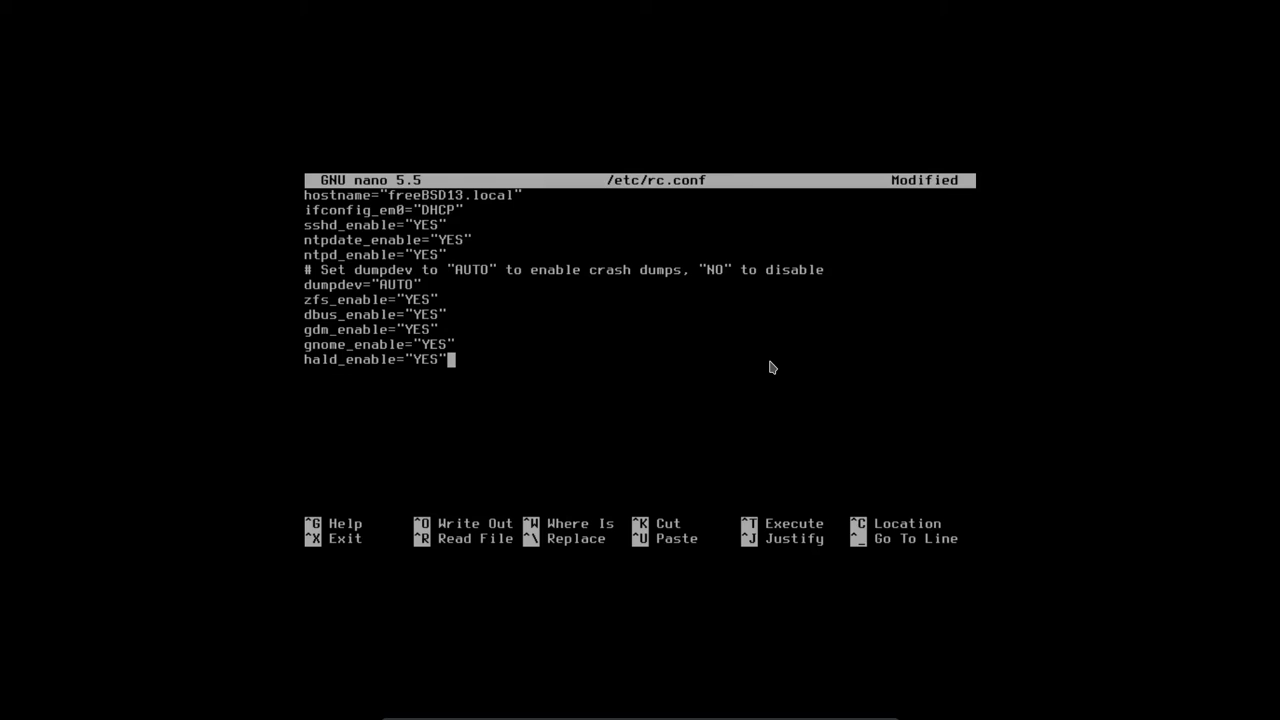 GNU nano 5.5 /etc/rc.conf Modified
hostname="freeBSD13.local"
ifconfig_em0="DHCP"
sshd_enable="YES"
ntpdate_enable="YES"
ntpd_enable="YES"
# Set dumpdev to "AUTO" to enable crash dumps, "NO" to disable
dumpdev="AUTO"
zfs_enable="YES"
dbus_enable="YES"
gdm_enable="YES"
gnome_enable="YES"
hald_enable="YES"
^G Help ^O Write Out ^W Where Is ^K Cut ^T Execute ^C Location
^X Exit ^R Read File ^\ Replace ^U Paste ^J Justify ^_ Go To Line